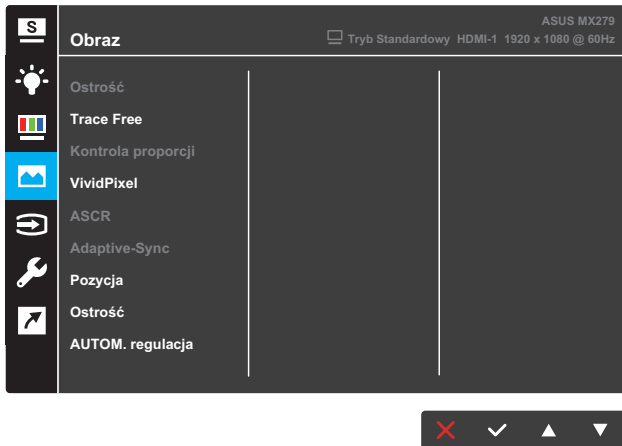 S
ASUS MX279
Obraz
Tryb Standardowy HDMI-1 1920 x 1080 @ 60Hz
Ostrość
Trace Free
Kontrola proporcji
VividPixel
ASCR
Adaptive-Sync
Pozycja
Ostrość
AUTOM. regulacja